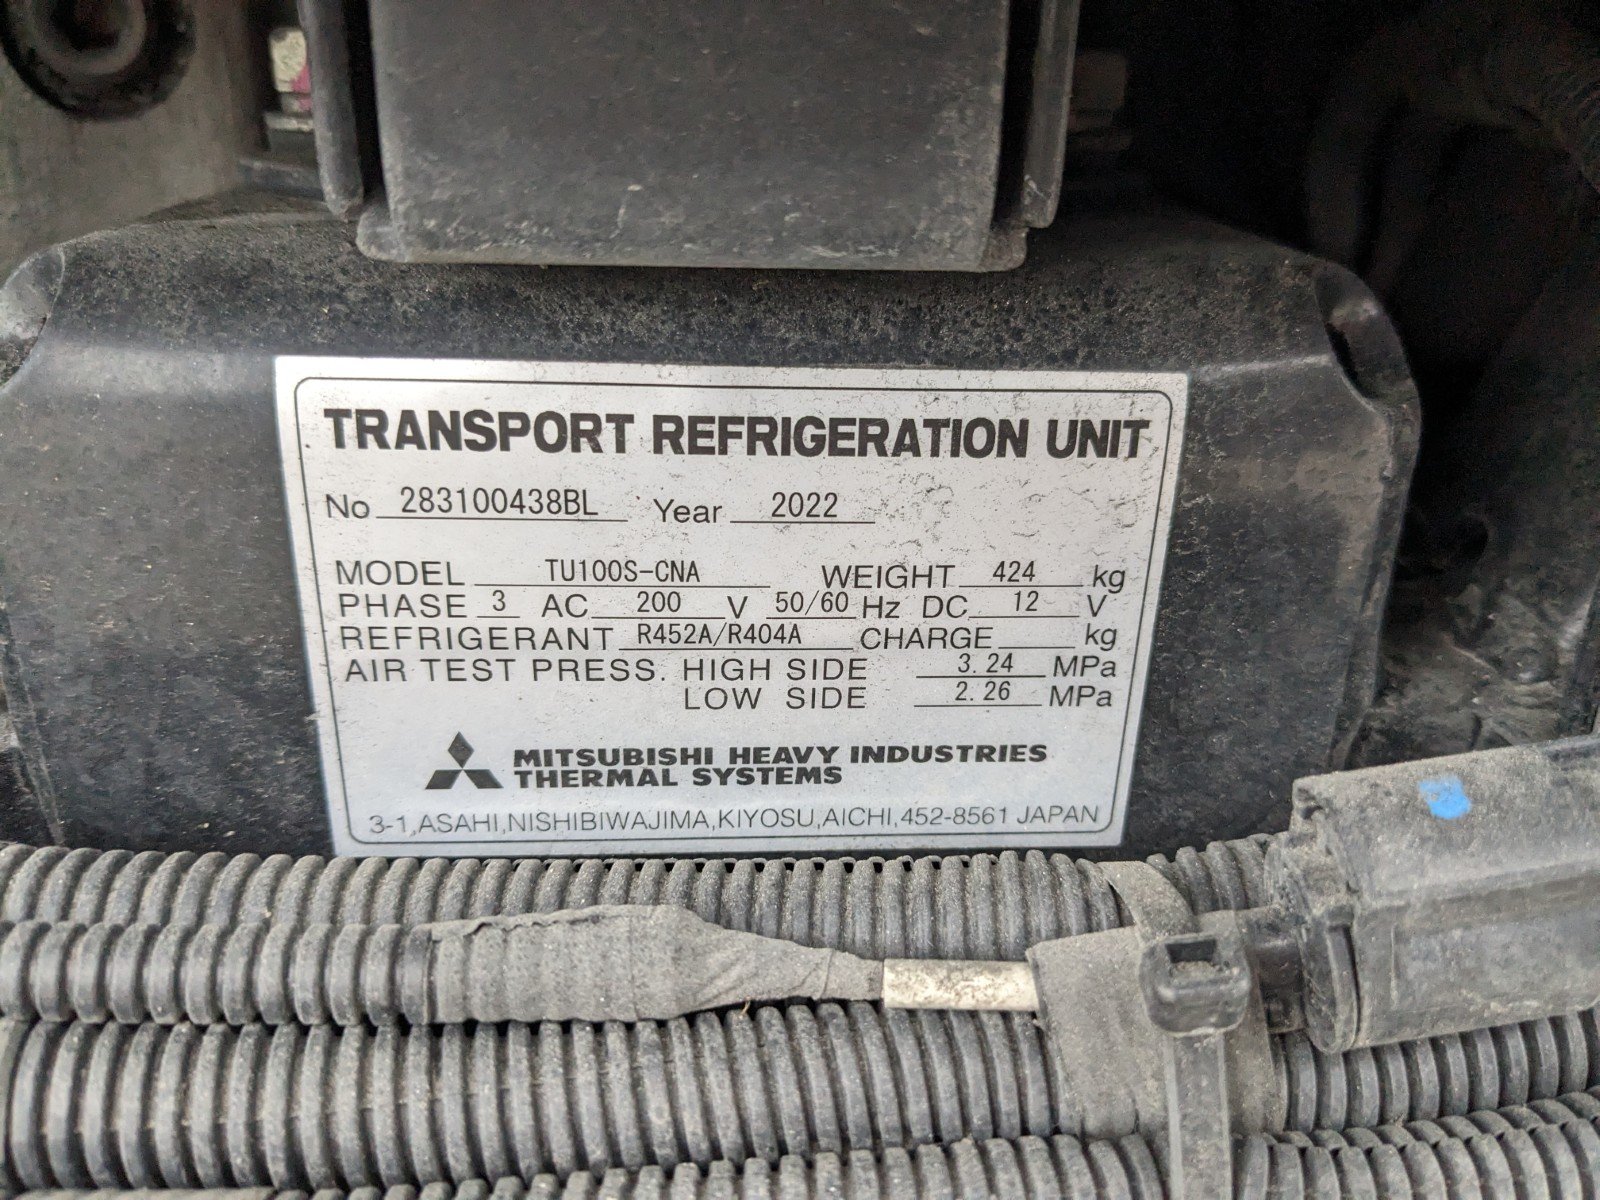 TRANSPORT REFRIGERATION UNIT
No 283100438BL Year 2022
MODEL TU100S-CNA WEIGHT 424 kg
PHASE 3 AC 200 V 50/60 Hz DC 12 V
REFRIGERANT R452A/R404A CHARGE kg
AIR TEST PRESS. HIGH SIDE 3.24 MPa
LOW SIDE 2.26 MPa
MITSUBISHI HEAVY INDUSTRIES
THERMAL SYSTEMS
3-1,ASAHI,NISHIBIWAJIMA,KIYOSU,AICHI,452-8561 JAPAN